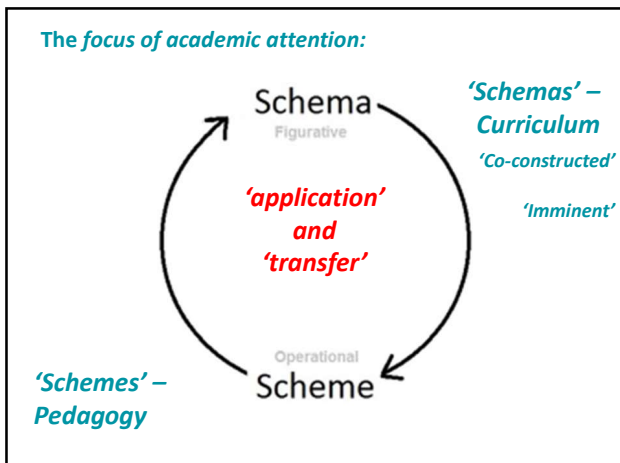 The focus of academic attention:
Schema
Figurative
‘Schemas’ –
Curriculum
‘Co-constructed’
‘Imminent’
‘application’
and
‘transfer’
Operational
Scheme
‘Schemes’ –
Pedagogy